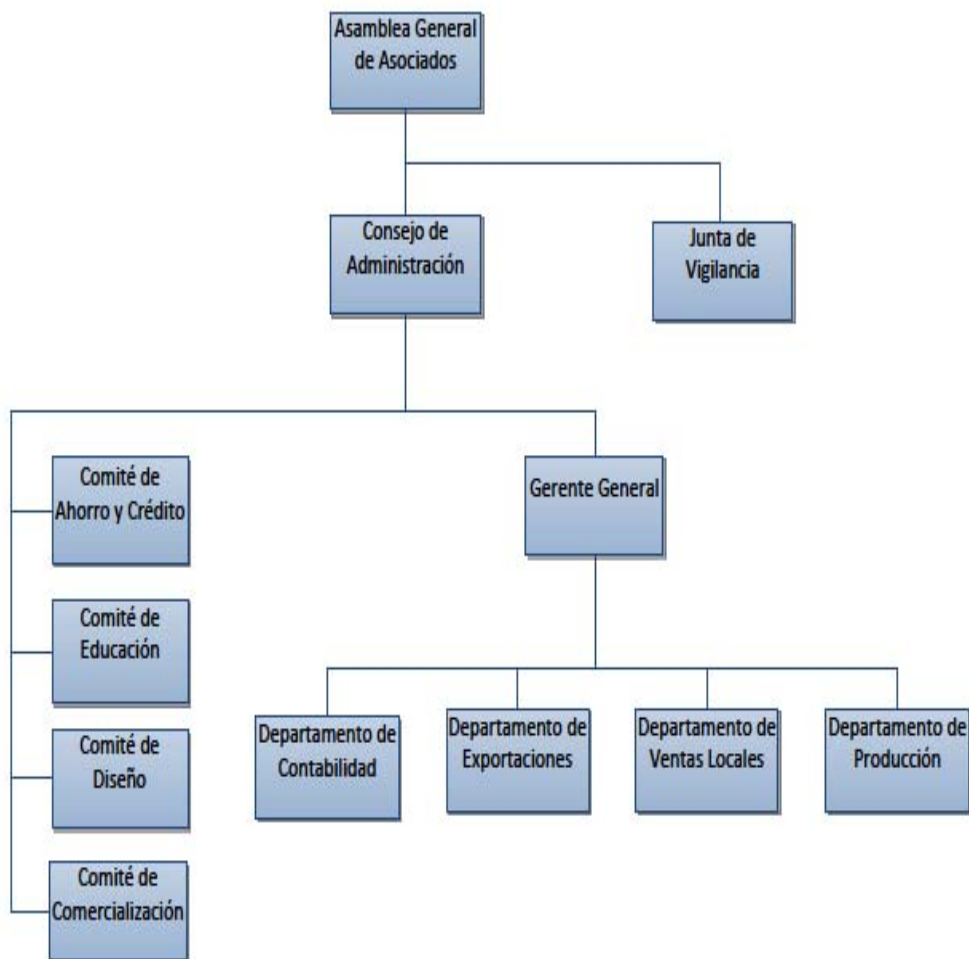 Asamblea General
de Asociados
Consejo de
Administración
Junta de
Vigilancia
Comité de
Ahorro y Crédito
Gerente General
Comité de
Educación
Departamento de
Contabilidad
Departamento de
Exportaciones
Departamento de
Ventas Locales
Departamento de
Producción
Comité de
Diseño
Comité de
Comercialización